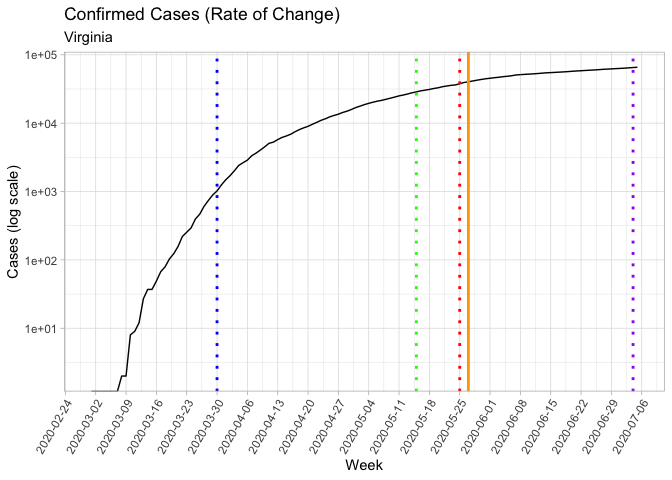 Confirmed Cases (Rate of Change)
Virginia
Cases (log scale)
1e+05
1e+04
1e+03
1e+02
1e+01
2020-02-24
2020-03-02
2020-03-09
2020-03-16
2020-03-23
2020-03-30
2020-04-06
2020-04-13
2020-04-20
2020-04-27
2020-05-04
2020-05-11
2020-05-18
2020-05-25
2020-06-01
2020-06-08
2020-06-15
2020-06-22
2020-06-29
2020-07-06
Week